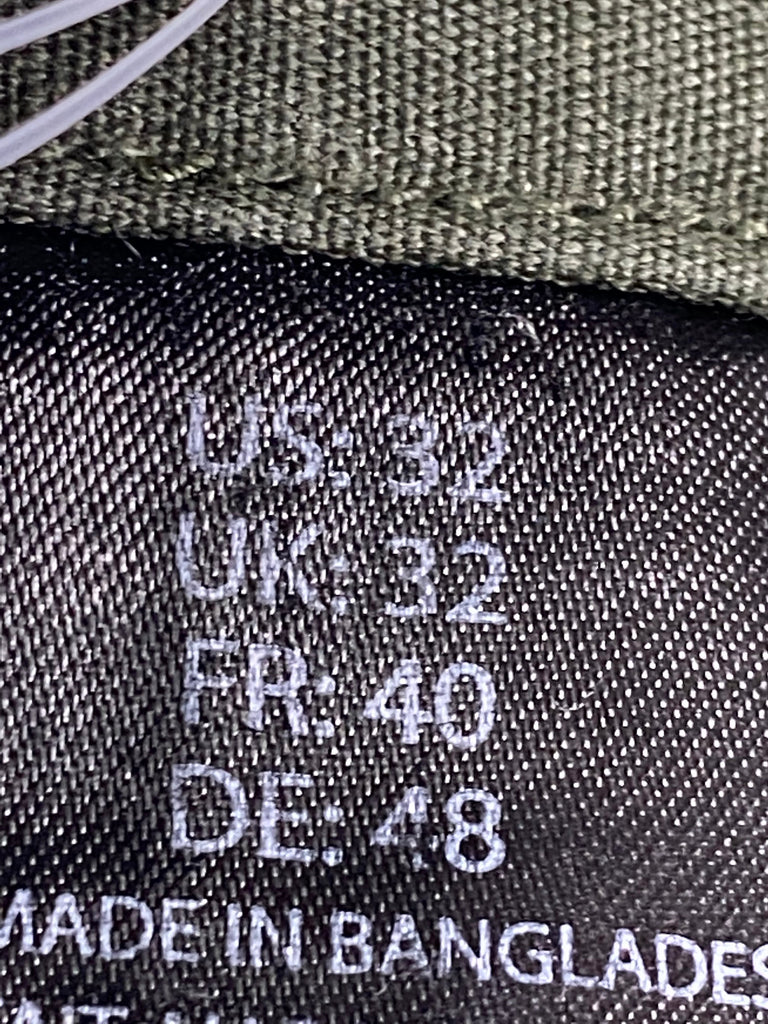 US: 32
UK: 32
FR: 40
DE: 48
MADE IN BANGLADES